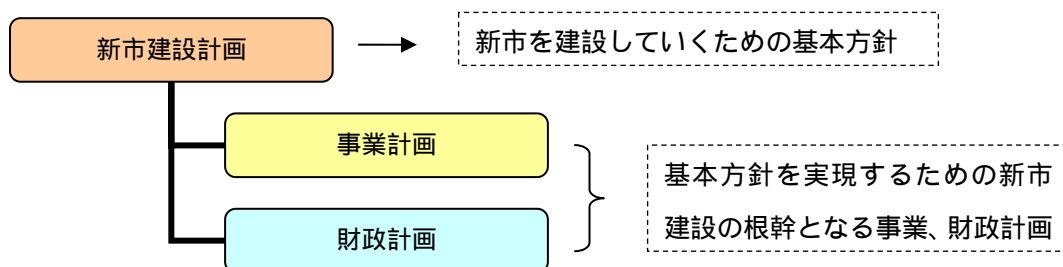 新市建設計画
新市を建設していくための基本方針
事業計画
基本方針を実現するための新市
建設の根幹となる事業、財政計画
財政計画